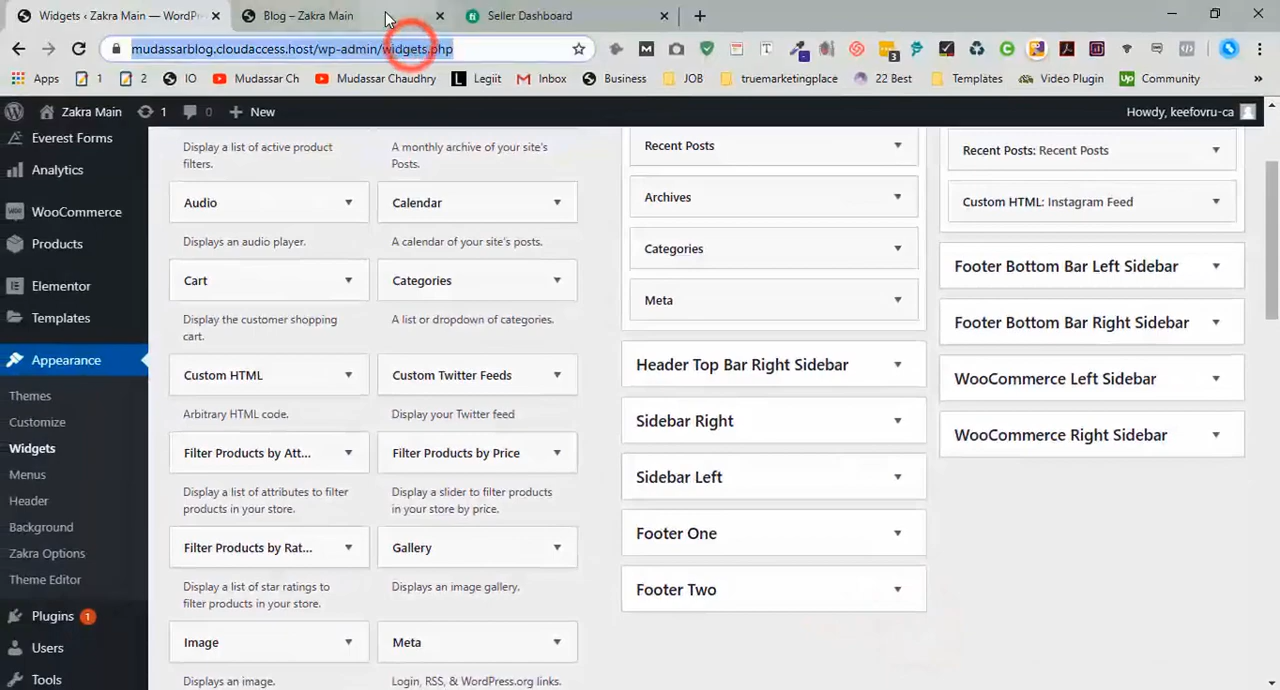 Widgets ‹ Zakra Main — WordPr
Blog – Zakra Main
Seller Dashboard
mudassarblog.cloudaccess.host/wp-admin/widgets.php
Apps
1
2
IO
Mudassar Ch
Mudassar Chaudhry
Legiit
Inbox
Business
JOB
truemarketingplace
22 Best
Templates
Video Plugin
Community
Zakra Main
1
0
New
Howdy, keefovru-ca
Everest Forms
Analytics
WooCommerce
Products
Elementor
Templates
Appearance
Themes
Customize
Widgets
Menus
Header
Background
Zakra Options
Theme Editor
Plugins 1
Users
Tools
Display a list of active product
filters.
A monthly archive of your site's
Posts.
Audio
Calendar
Displays an audio player.
A calendar of your site's posts.
Cart
Categories
Display the customer shopping
cart.
A list or dropdown of categories.
Custom HTML
Custom Twitter Feeds
Arbitrary HTML code.
Display your Twitter feed
Filter Products by Att...
Filter Products by Price
Display a list of attributes to filter
products in your store.
Display a slider to filter products
in your store by price.
Filter Products by Rat...
Gallery
Display a list of star ratings to
filter products in your store.
Displays an image gallery.
Image
Meta
Displays an image.
Login, RSS, & WordPress.org links.
Recent Posts
Archives
Categories
Meta
Header Top Bar Right Sidebar
Sidebar Right
Sidebar Left
Footer One
Footer Two
Recent Posts: Recent Posts
Custom HTML: Instagram Feed
Footer Bottom Bar Left Sidebar
Footer Bottom Bar Right Sidebar
WooCommerce Left Sidebar
WooCommerce Right Sidebar